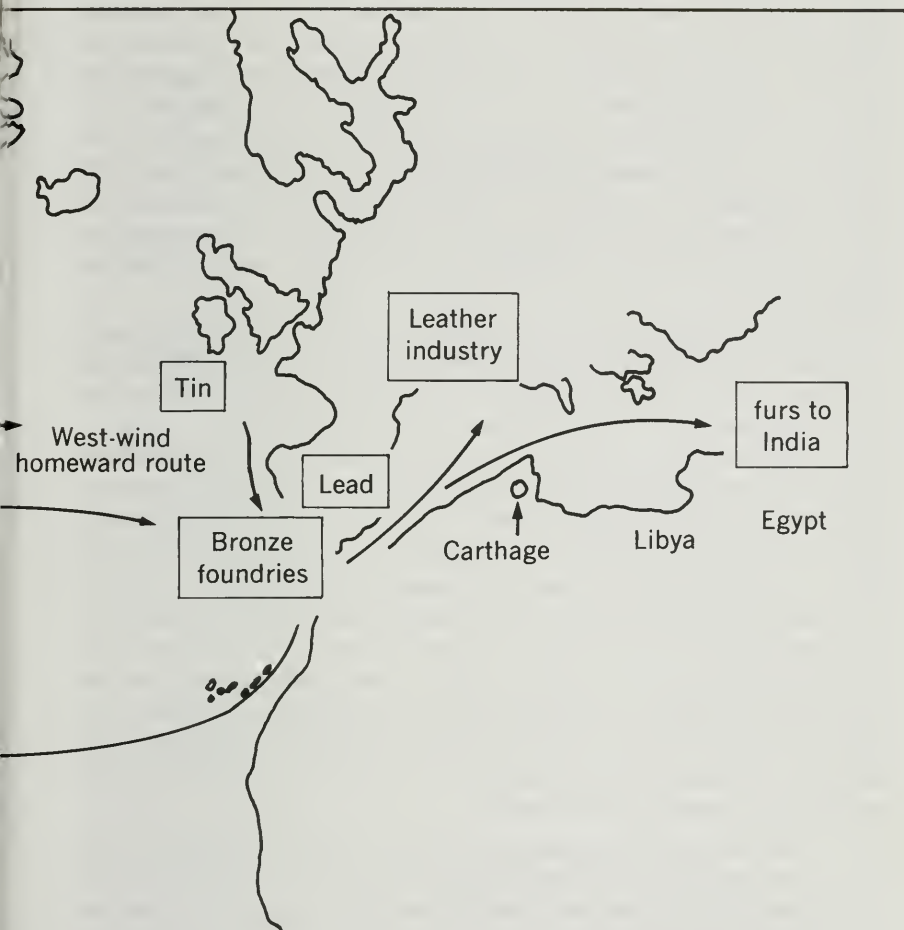 Leather
industry
Tin
furs to
India
West-wind
homeward route
Lead
Bronze
foundries
Carthage
Libya
Egypt